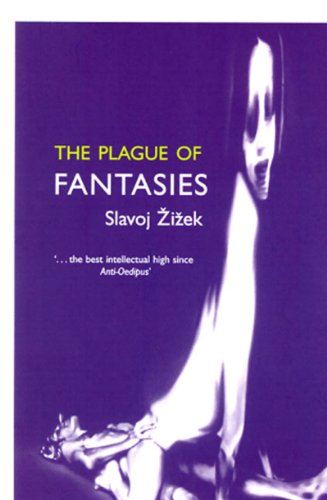 THE PLAGUE OF
FANTASIES
Slavoj Žižek
‘. . . the best intellectual high since
Anti-Oedipus’